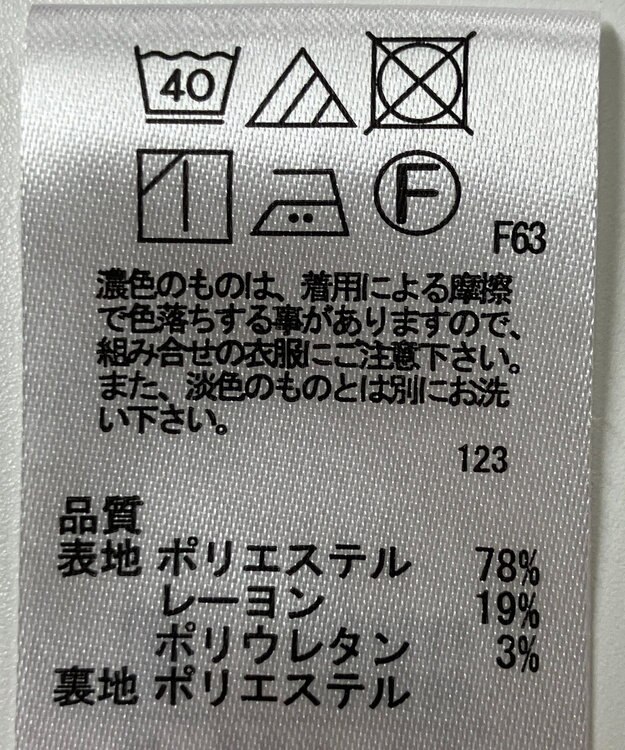 40
F
F63
濃色のものは、着用による摩擦
で色落ちする事がありますので、
組み合せの衣服にご注意下さい。
また、淡色のものとは別にお洗
い下さい。
123
品質
表地 ポリエステル 78%
レーヨン 19%
ポリウレタン 3%
裏地 ポリエステル